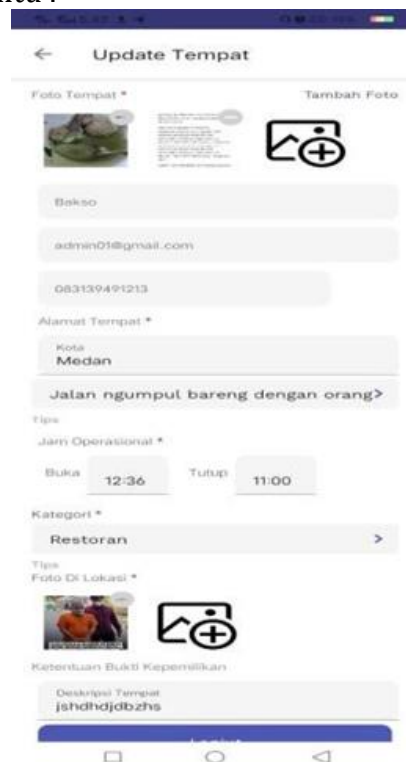 Update Tempat
Foto Tempat * Tambah Foto
Bakso
admin01@gmail.com
083139491213
Alamat Tempat *
Kota
Medan
Jalan ngumpul bareng dengan orang>
Tips
Jam Operasional *
Buka 12:36 Tutup 11:00
Kategori *
Restoran >
Tips
Foto Di Lokasi *
Ketentuan Bukti Kepemilikan
Deskripsi Tempat
jshdhdjdbzhs